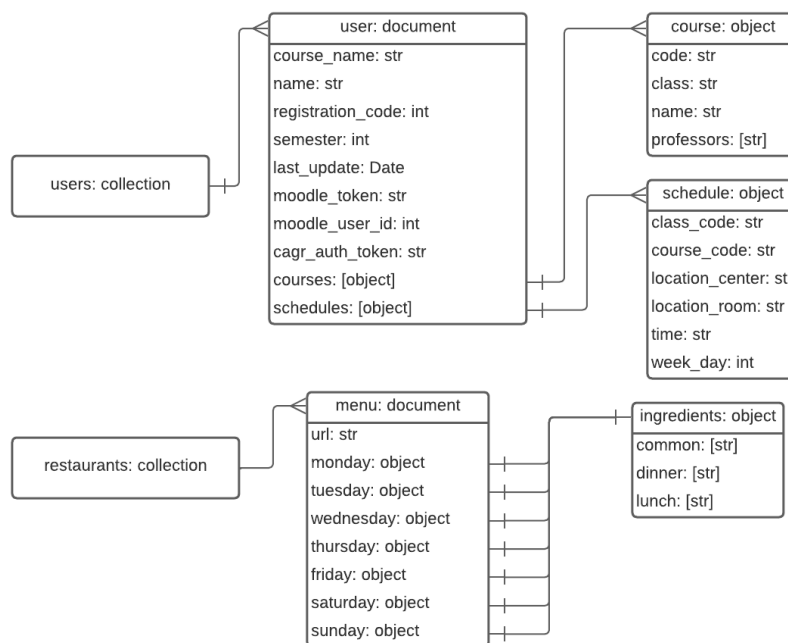 user: document
course_name: str
name: str
registration_code: int
semester: int
last_update: Date
moodle_token: str
moodle_user_id: int
cagr_auth_token: str
courses: [object]
schedules: [object]
course: object
code: str
class: str
name: str
professors: [str]
users: collection
schedule: object
class_code: str
course_code: str
location_center: st
location_room: str
time: str
week_day: int
menu: document
url: str
monday: object
tuesday: object
wednesday: object
thursday: object
friday: object
saturday: object
sunday: object
restaurants: collection
ingredients: object
common: [str]
dinner: [str]
lunch: [str]